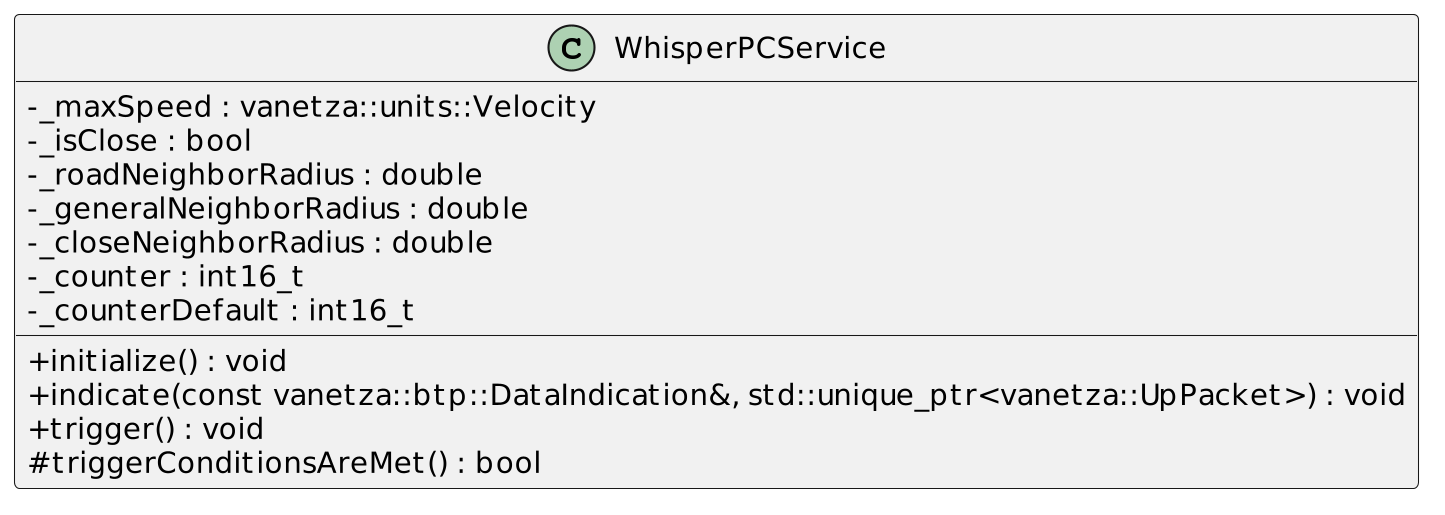 C WhisperPCService
-_maxSpeed : vanetza::units::Velocity
-_isClose : bool
-_roadNeighborRadius : double
-_generalNeighborRadius : double
-_closeNeighborRadius : double
-_counter : int16_t
-_counterDefault : int16_t
+initialize() : void
+indicate(const vanetza::btp::DataIndication&, std::unique_ptr<vanetza::UpPacket>) : void
+trigger() : void
#triggerConditionsAreMet() : bool